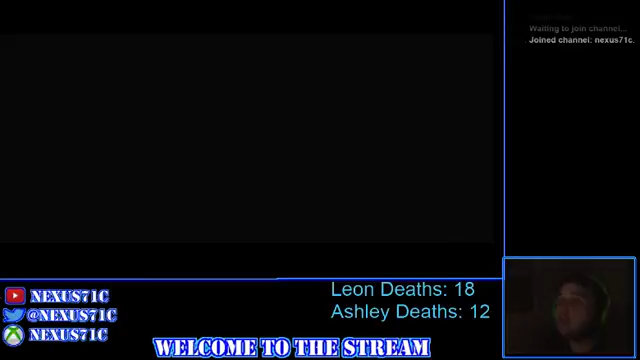 Waiting to join channel...
Joined channel: nexus71c.
Leon Deaths: 18
Ashley Deaths: 12
NEXUS71C
@NEXUS71C
NEXUS71C
WELCOME TO THE STREAM